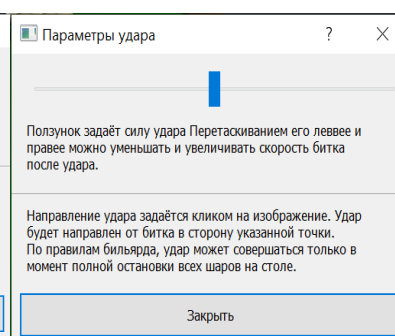 Параметры удара
Ползунок задаёт силу удара Перетаскиванием его леввее и
правее можно уменьшать и увеличивать скорость битка
после удара.
Направление удара задаётся кликом на изображение. Удар
будет направлен от битка в сторону указанной точки.
По правилам бильярда, удар может совершаться только в
момент полной остановки всех шаров на столе.
Закрыть